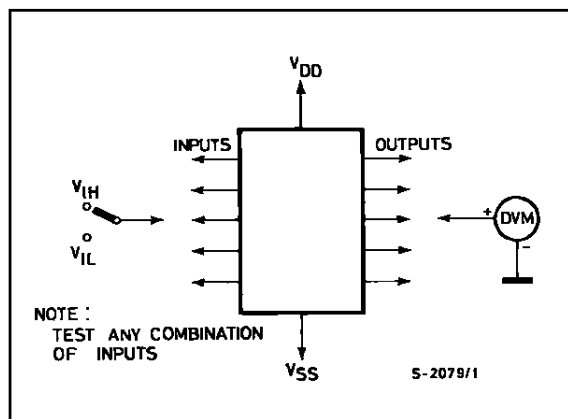 VDD
INPUTS
OUTPUTS
VIH
VIL
+
DVM
-
NOTE :
TEST ANY COMBINATION
OF INPUTS
VSS
S-2079/1